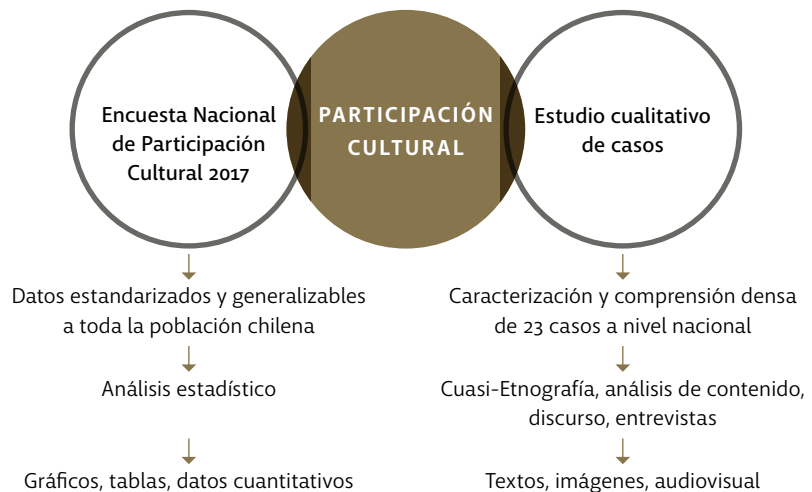 Encuesta Nacional
de Participación
Cultural 2017
PARTICIPACIÓN
CULTURAL
Estudio cualitativo
de casos
Datos estandarizados y generalizables
a toda la población chilena
Análisis estadístico
Gráficos, tablas, datos cuantitativos
Caracterización y comprensión densa
de 23 casos a nivel nacional
Cuasi-Etnografía, análisis de contenido,
discurso, entrevistas
Textos, imágenes, audiovisual